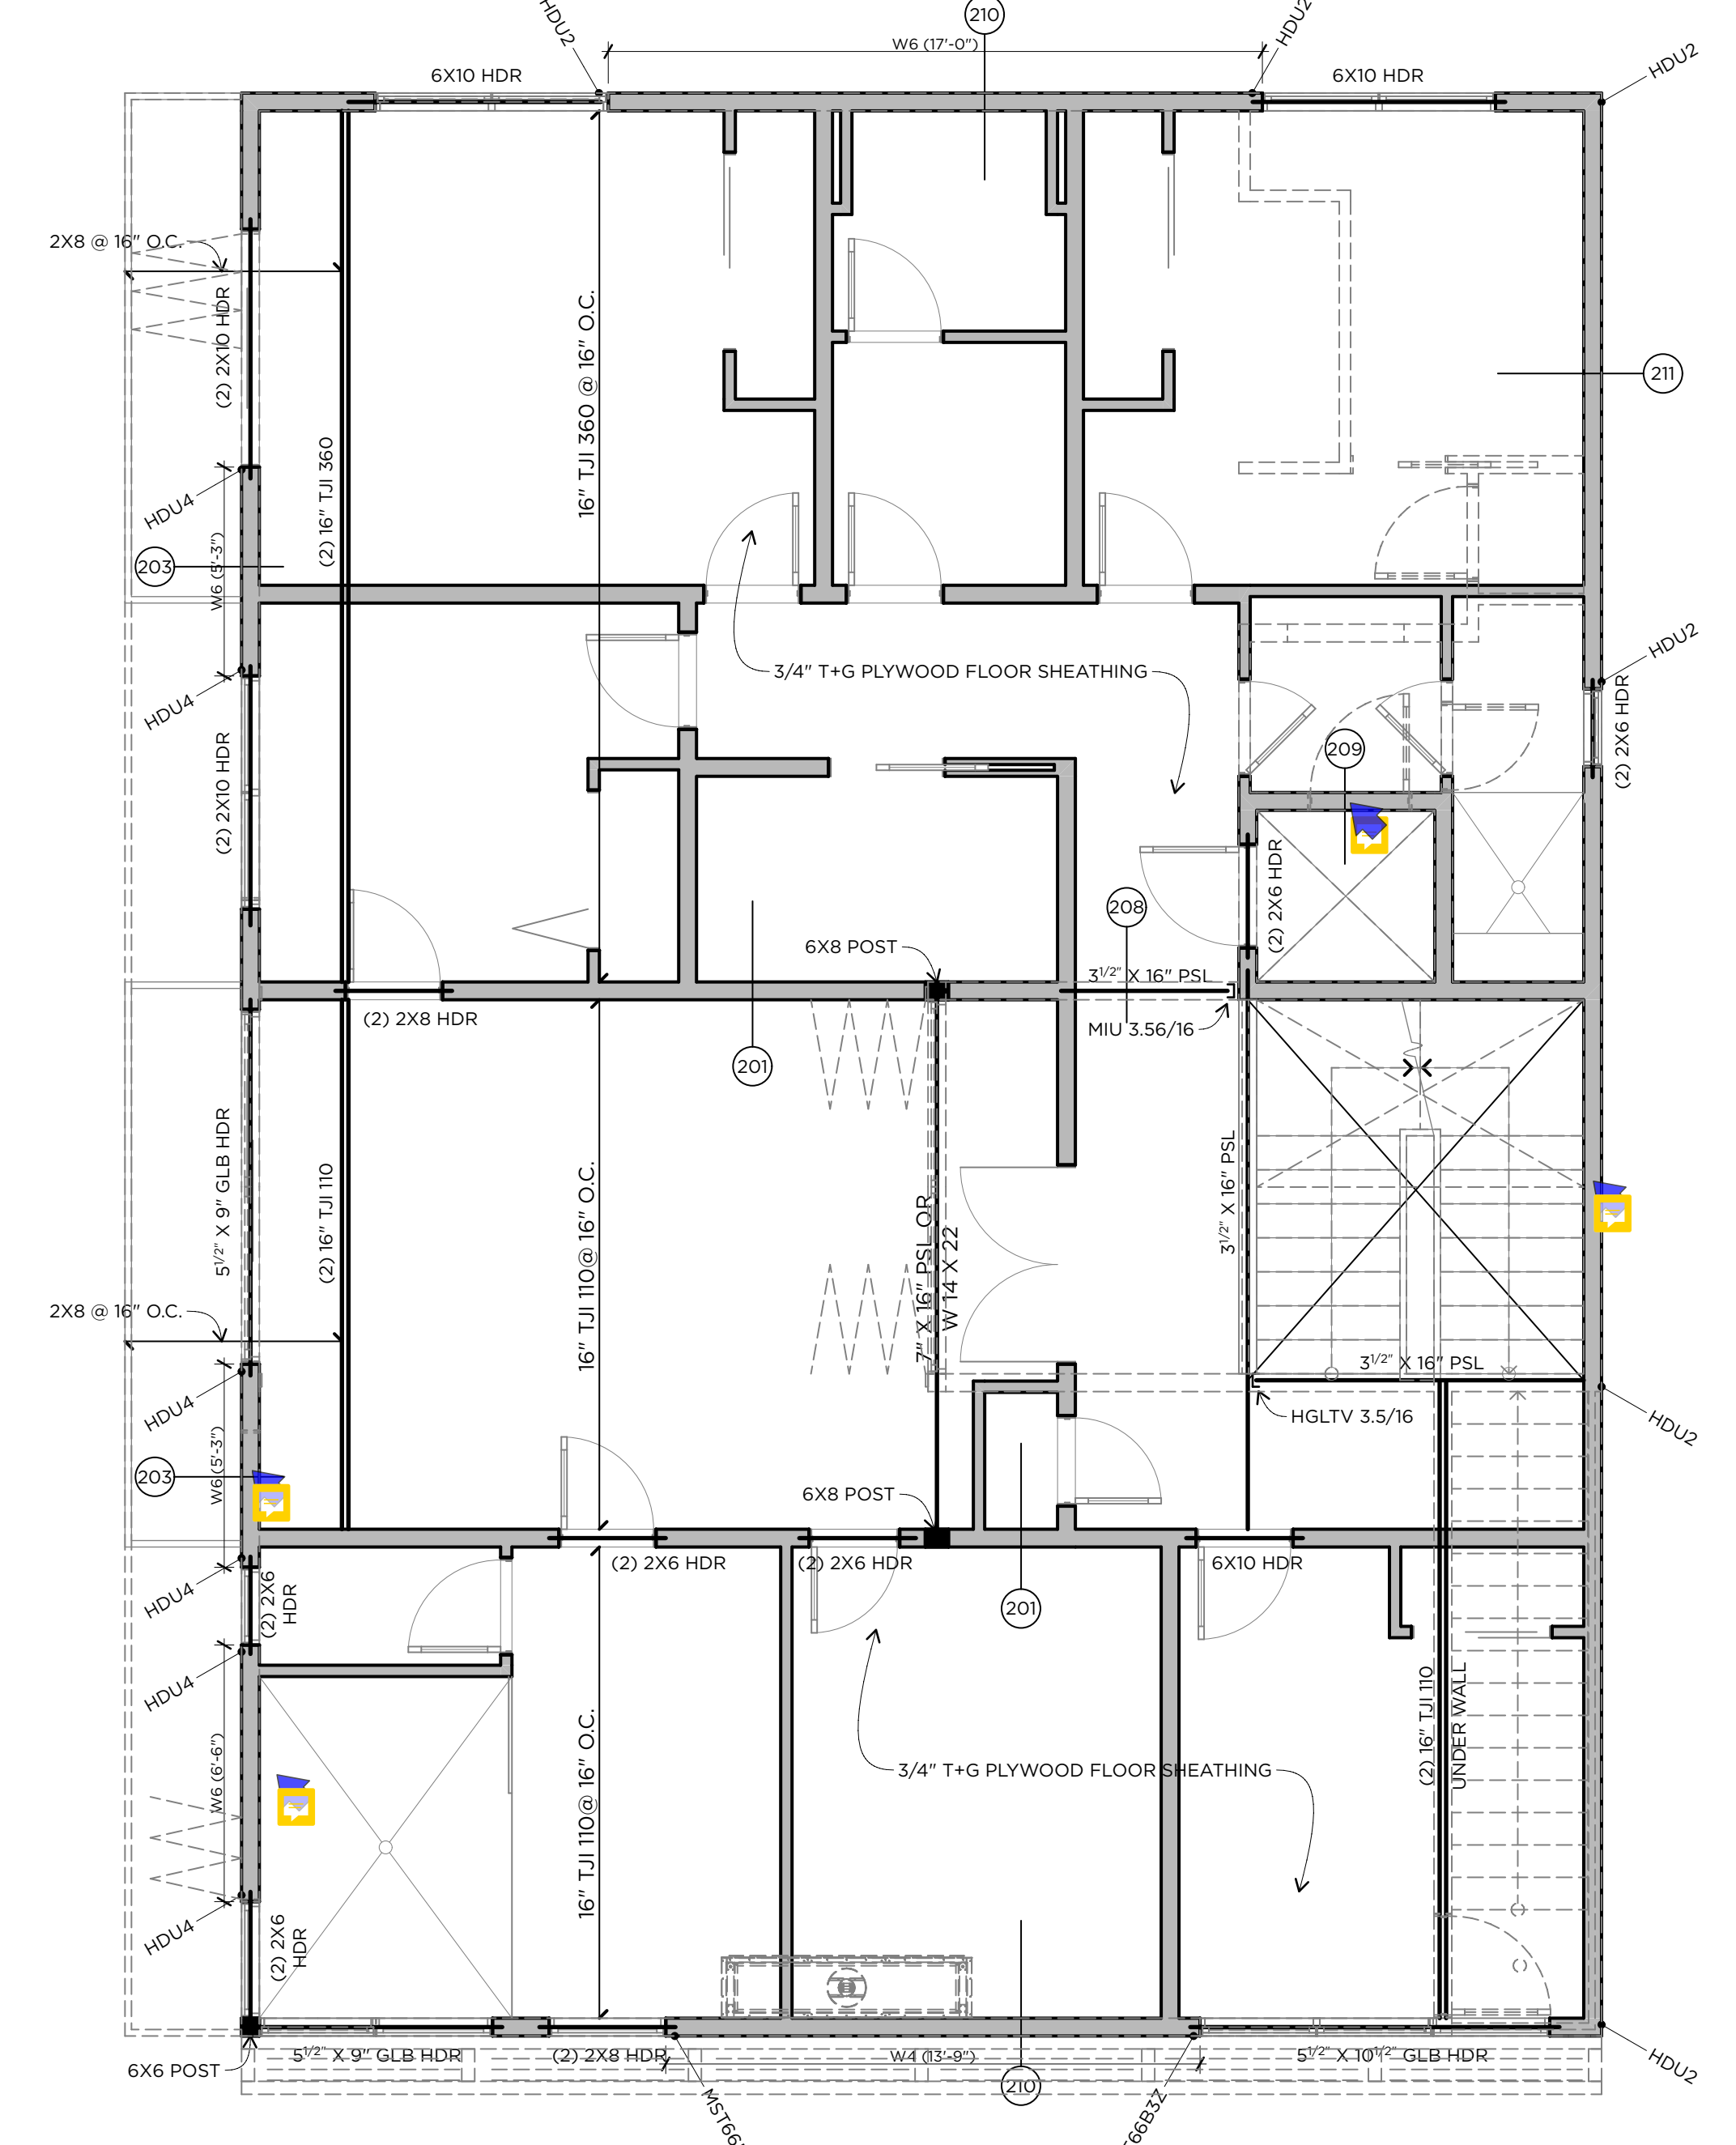 HDU2
210
HDU2
W6 (17'-0")
HDU2
6X10 HDR
6X10 HDR
2X8 @ 16" O.C.
(2) 2X10 HDR
16" TJI 360 @ 16" O.C.
211
(2) 16" TJI 360
HDU4
203
W6 (5'-3")
HDU2
3/4" T+G PLYWOOD FLOOR SHEATHING
HDU4
(2) 2X6 HDR
209
(2) 2X10 HDR
(2) 2X6 HDR
208
6X8 POST
3 1/2" X 16" PSL
(2) 2X8 HDR
MIU 3.56/16
201
5 1/2" X 9" GLB HDR
(2) 16" TJI 110
16" TJI 110@ 16" O.C.
7" X 16" PSL OR
W 14 X 22
3 1/2" X 16" PSL
2X8 @ 16" O.C.
3 1/2" X 16" PSL
HDU4
HGLTV 3.5/16
HDU2
203
W6 (5'-3")
6X8 POST
(2) 2X6 HDR
(2) 2X6 HDR
6X10 HDR
HDU4
(2) 2X6
HDR
201
HDU4
(2) 16" TJI 110
UNDER WALL
16" TJI 110@ 16" O.C.
3/4" T+G PLYWOOD FLOOR SHEATHING
W6 (6'-6")
HDU4
(2) 2X6
HDR
6X6 POST
5 1/2" X 9" GLB HDR
(2) 2X8 HDR
W4 (13'-9")
5 1/2" X 10 1/2" GLB HDR
HDU2
210
MST66
66B3Z